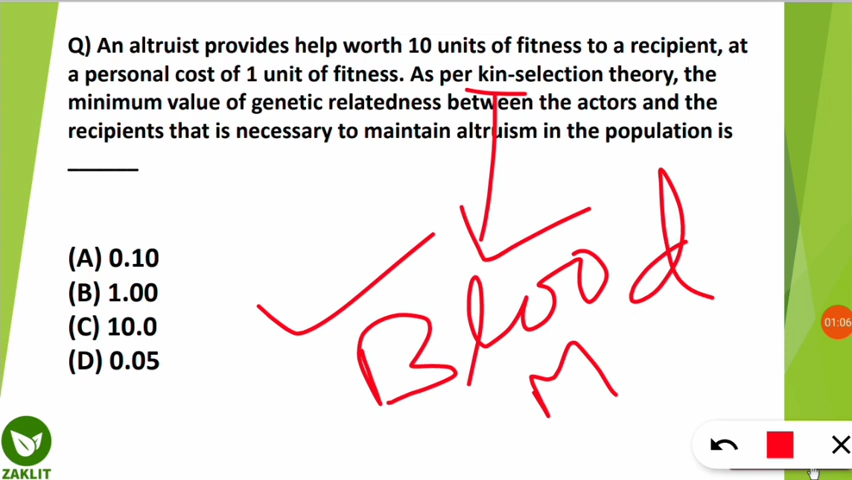 Q) An altruist provides help worth 10 units of fitness to a recipient, at
a personal cost of 1 unit of fitness. As per kin-selection theory, the
minimum value of genetic relatedness between the actors and the
recipients that is necessary to maintain altruism in the population is
______
(A) 0.10
(B) 1.00
(C) 10.0
(D) 0.05
Blood
01:06
ZAKLIT